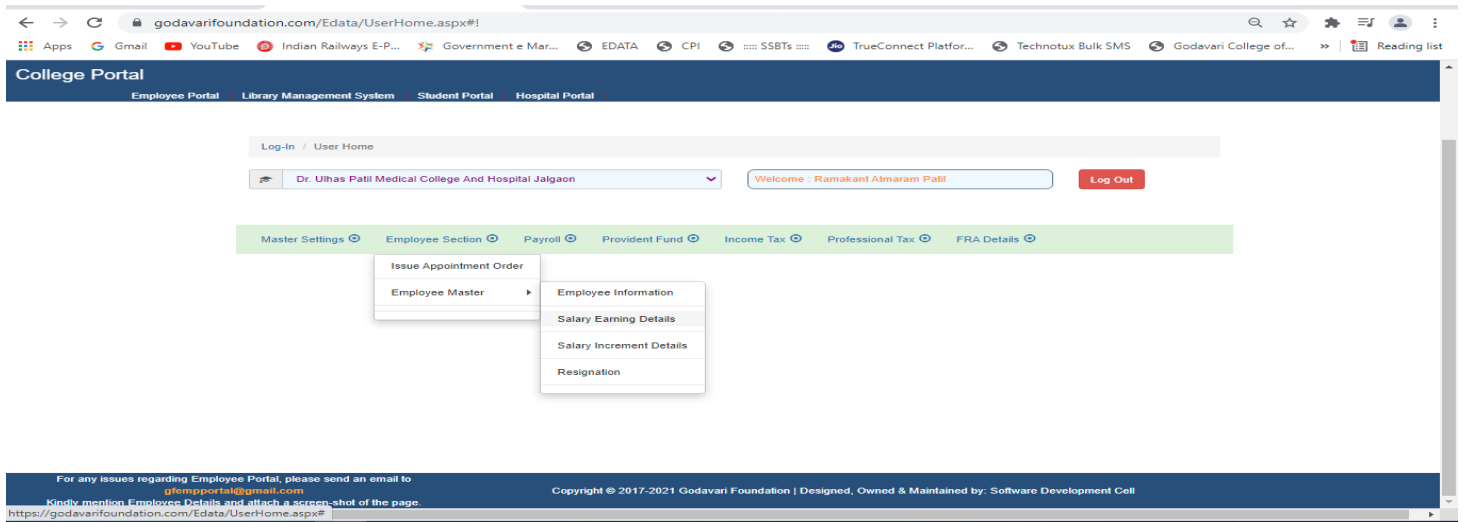 godavarifoundation.com/Edata/UserHome.aspx#!
Apps Gmail YouTube Indian Railways E-P... Government e Mar... EDATA CPI ::::: SSBTs ::::: Jio TrueConnect Platfor... Technotux Bulk SMS Godavari College of... » Reading list
College Portal
Employee Portal Library Management System Student Portal Hospital Portal
Log-In / User Home
Dr. Ulhas Patil Medical College And Hospital Jalgaon Welcome : Ramakant Atmaram Patil Log Out
Master Settings Employee Section Payroll Provident Fund Income Tax Professional Tax FRA Details
Issue Appointment Order
Employee Master Employee Information
Salary Earning Details
Salary Increment Details
Resignation
For any issues regarding Employee Portal, please send an email to
gfempportal@gmail.com
Copyright © 2017-2021 Godavari Foundation | Designed, Owned & Maintained by: Software Development Cell
Kindly mention Employee Details and attach a screen-shot of the page.
https://godavarifoundation.com/Edata/UserHome.aspx#